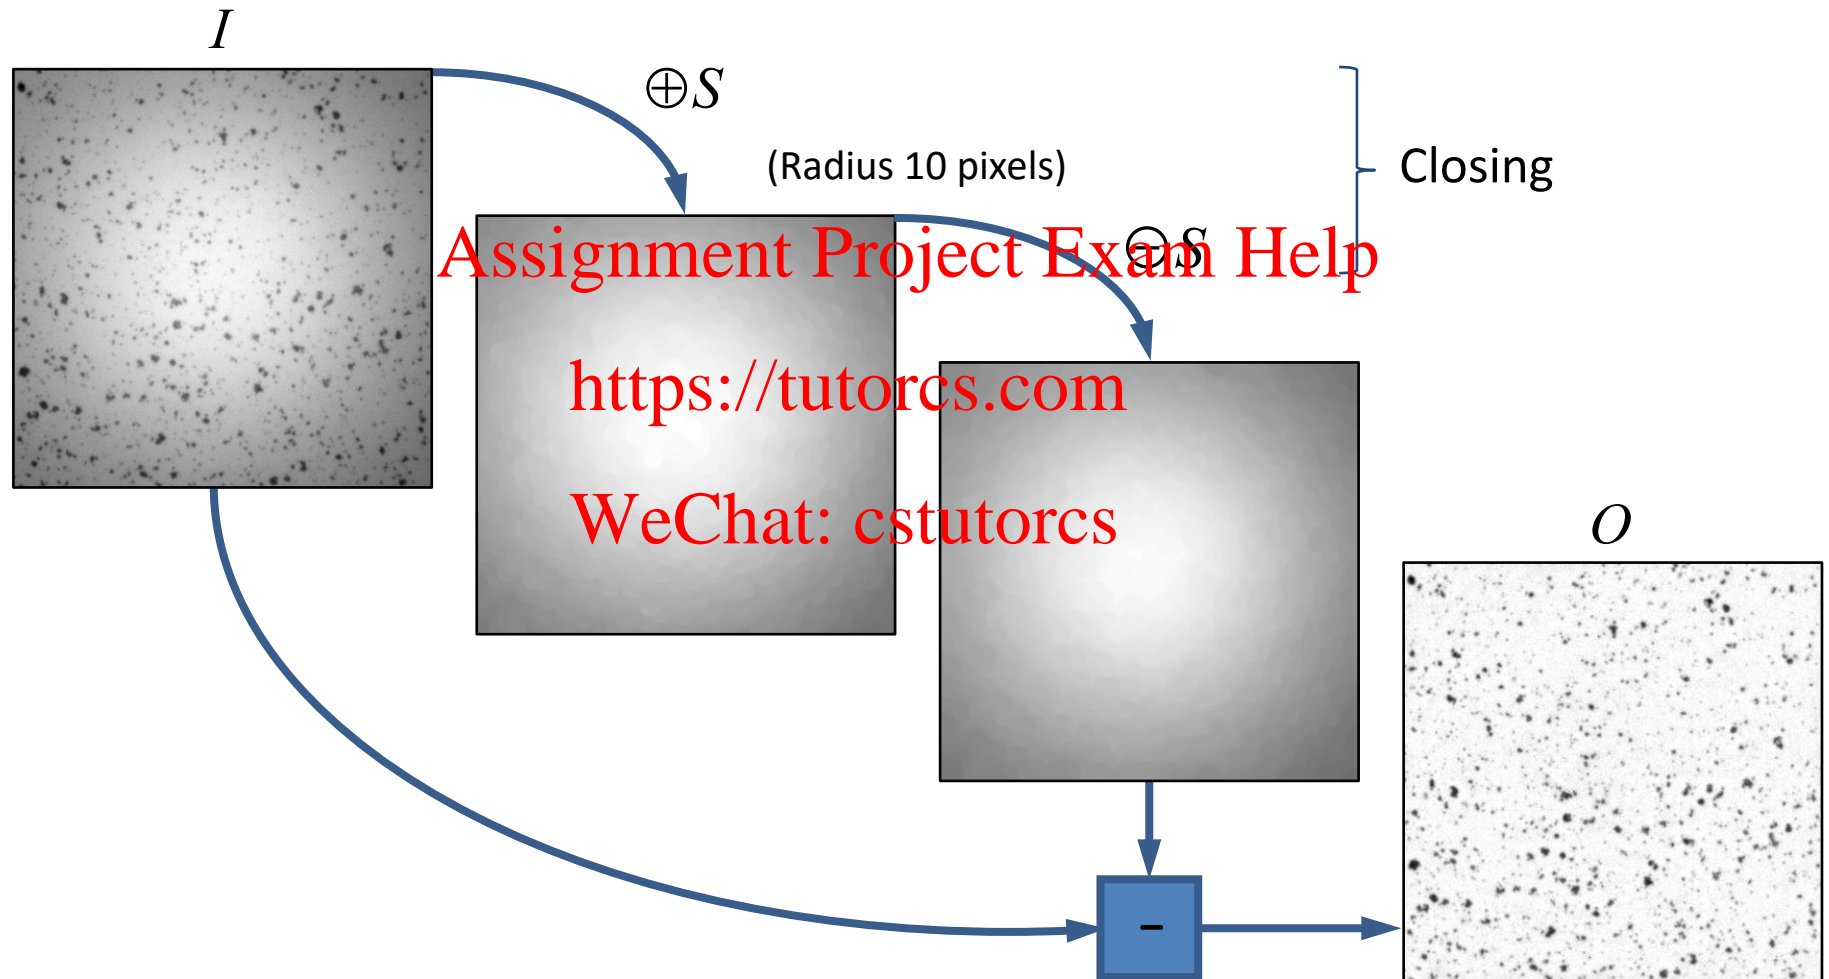 I
⊕S
(Radius 10 pixels)
Closing
⊖S
Assignment Project Exam Help
https://tutorcs.com
WeChat: cstutorcs
O
-